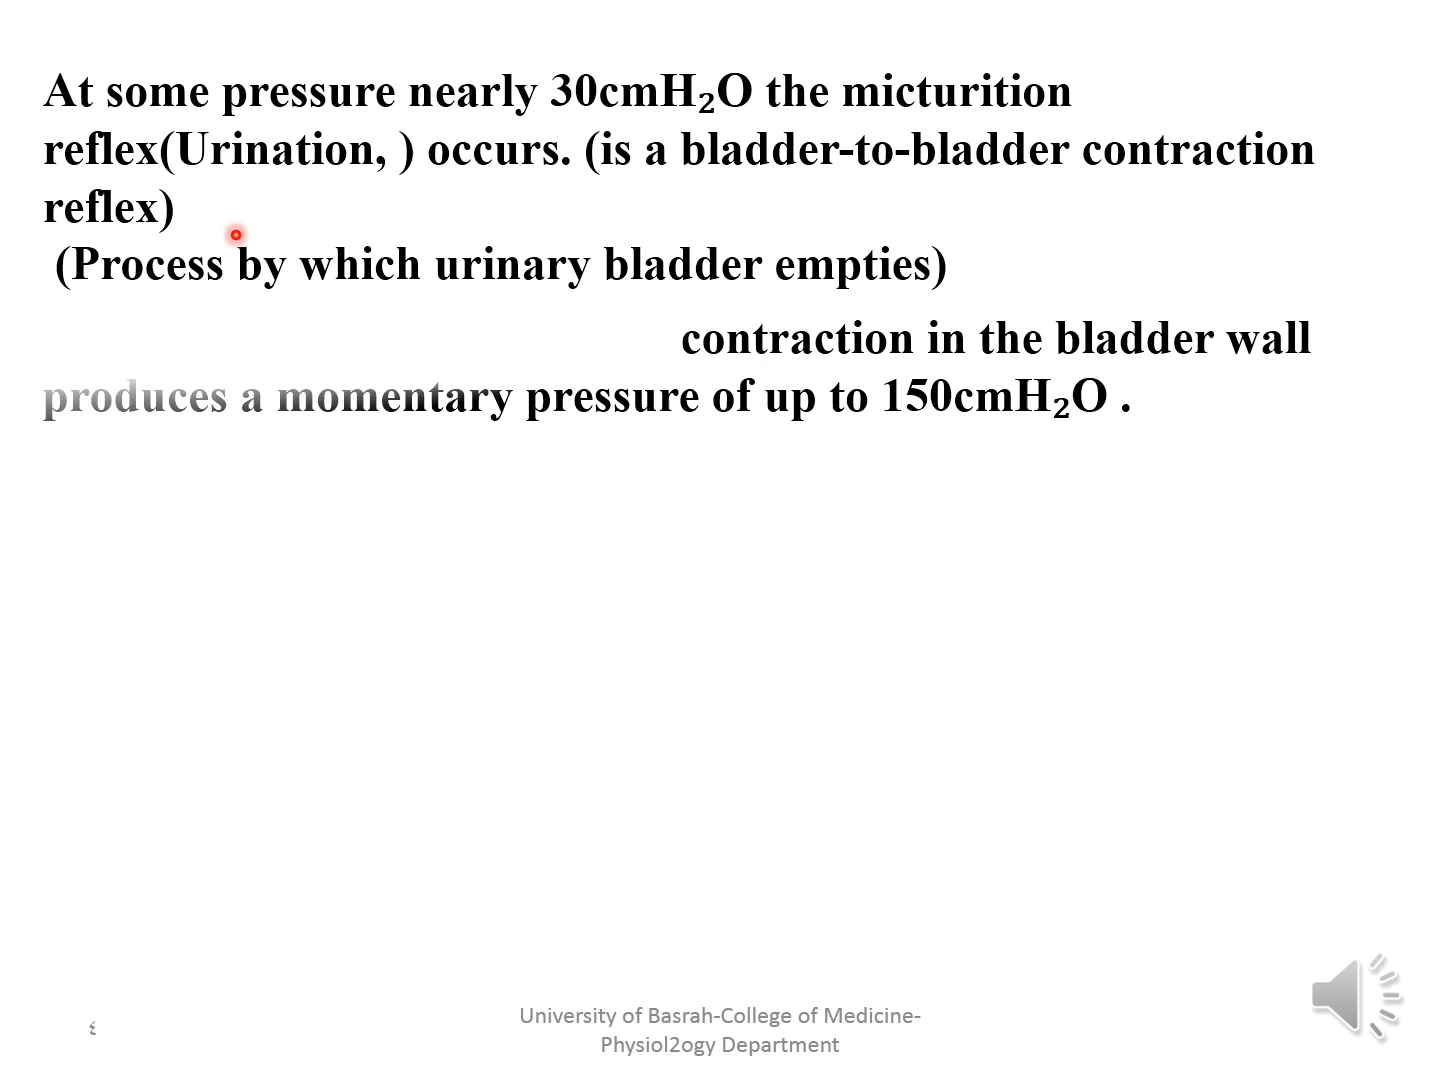 At some pressure nearly 30cmH₂O the micturition
reflex(Urination, ) occurs. (is a bladder-to-bladder contraction
reflex)
(Process by which urinary bladder empties)
contraction in the bladder wall
produces a momentary pressure of up to 150cmH₂O .
٤
University of Basrah-College of Medicine-
Physiol2ogy Department